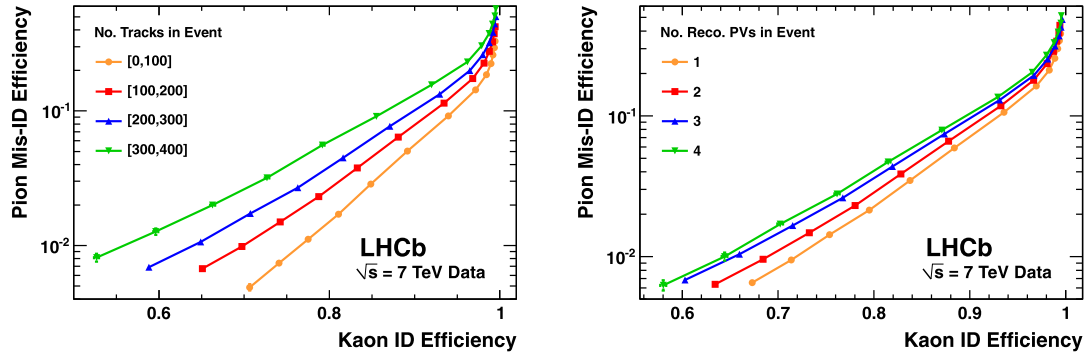 Pion Mis-ID Efficiency
No. Tracks in Event
[0,100]
[100,200]
[200,300]
[300,400]
10⁻¹
10⁻²
LHCb
√s = 7 TeV Data
0.6 0.8 1
Kaon ID Efficiency
Pion Mis-ID Efficiency
No. Reco. PVs in Event
1
2
3
4
10⁻¹
10⁻²
LHCb
√s = 7 TeV Data
0.6 0.7 0.8 0.9 1
Kaon ID Efficiency